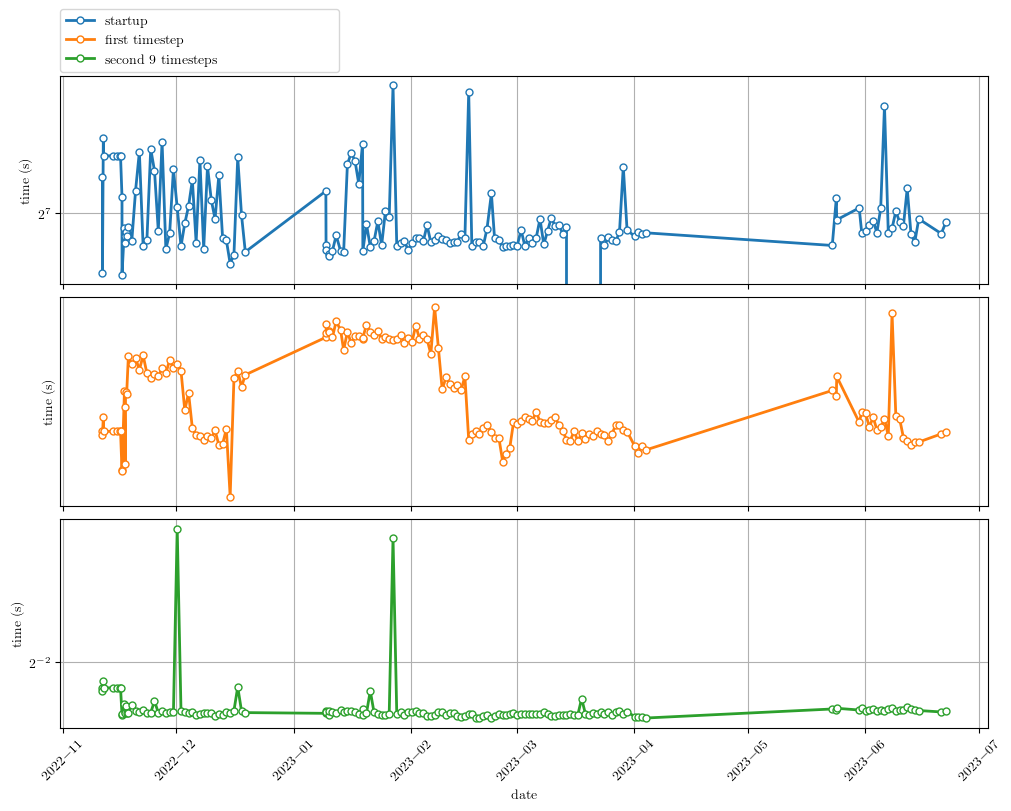 startup
first timestep
second 9 timesteps
time (s)
2^7
time (s)
time (s)
2^−2
2022−11
2022−12
2023−01
2023−02
2023−03
2023−04
2023−05
2023−06
2023−07
date